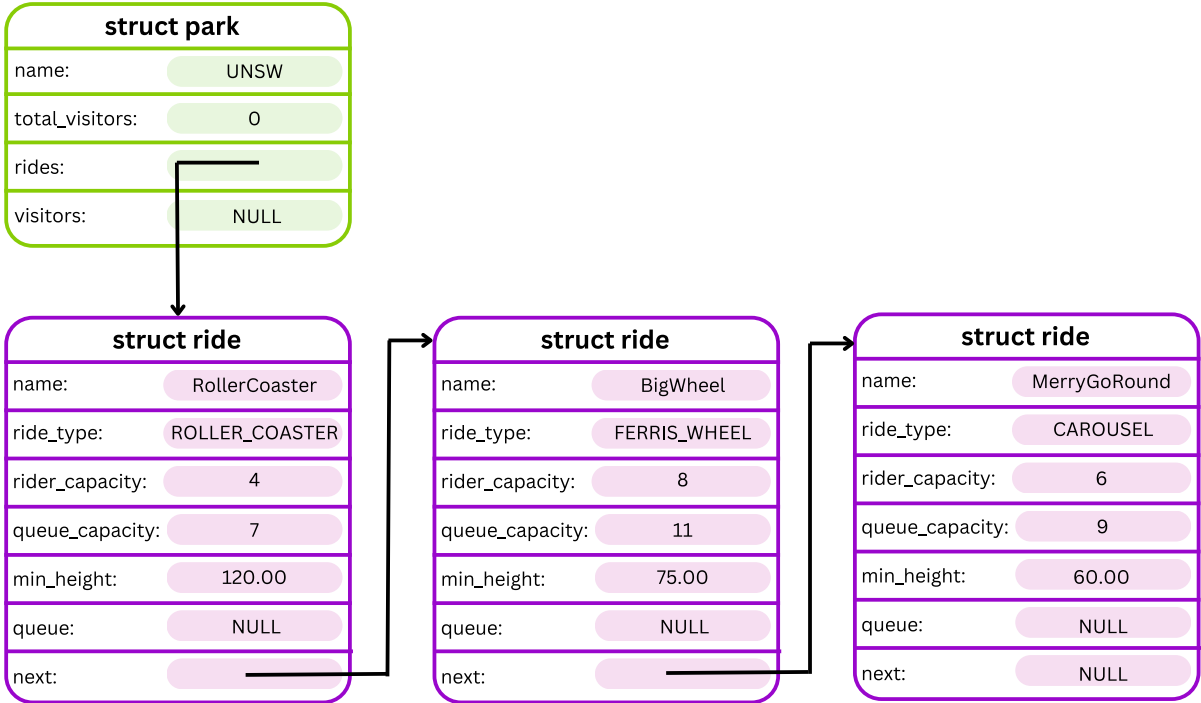 struct park
name: UNSW
total_visitors: 0
rides:
visitors: NULL
struct ride
name: RollerCoaster
ride_type: ROLLER_COASTER
rider_capacity: 4
queue_capacity: 7
min_height: 120.00
queue: NULL
next:
struct ride
name: BigWheel
ride_type: FERRIS_WHEEL
rider_capacity: 8
queue_capacity: 11
min_height: 75.00
queue: NULL
next:
struct ride
name: MerryGoRound
ride_type: CAROUSEL
rider_capacity: 6
queue_capacity: 9
min_height: 60.00
queue: NULL
next: NULL